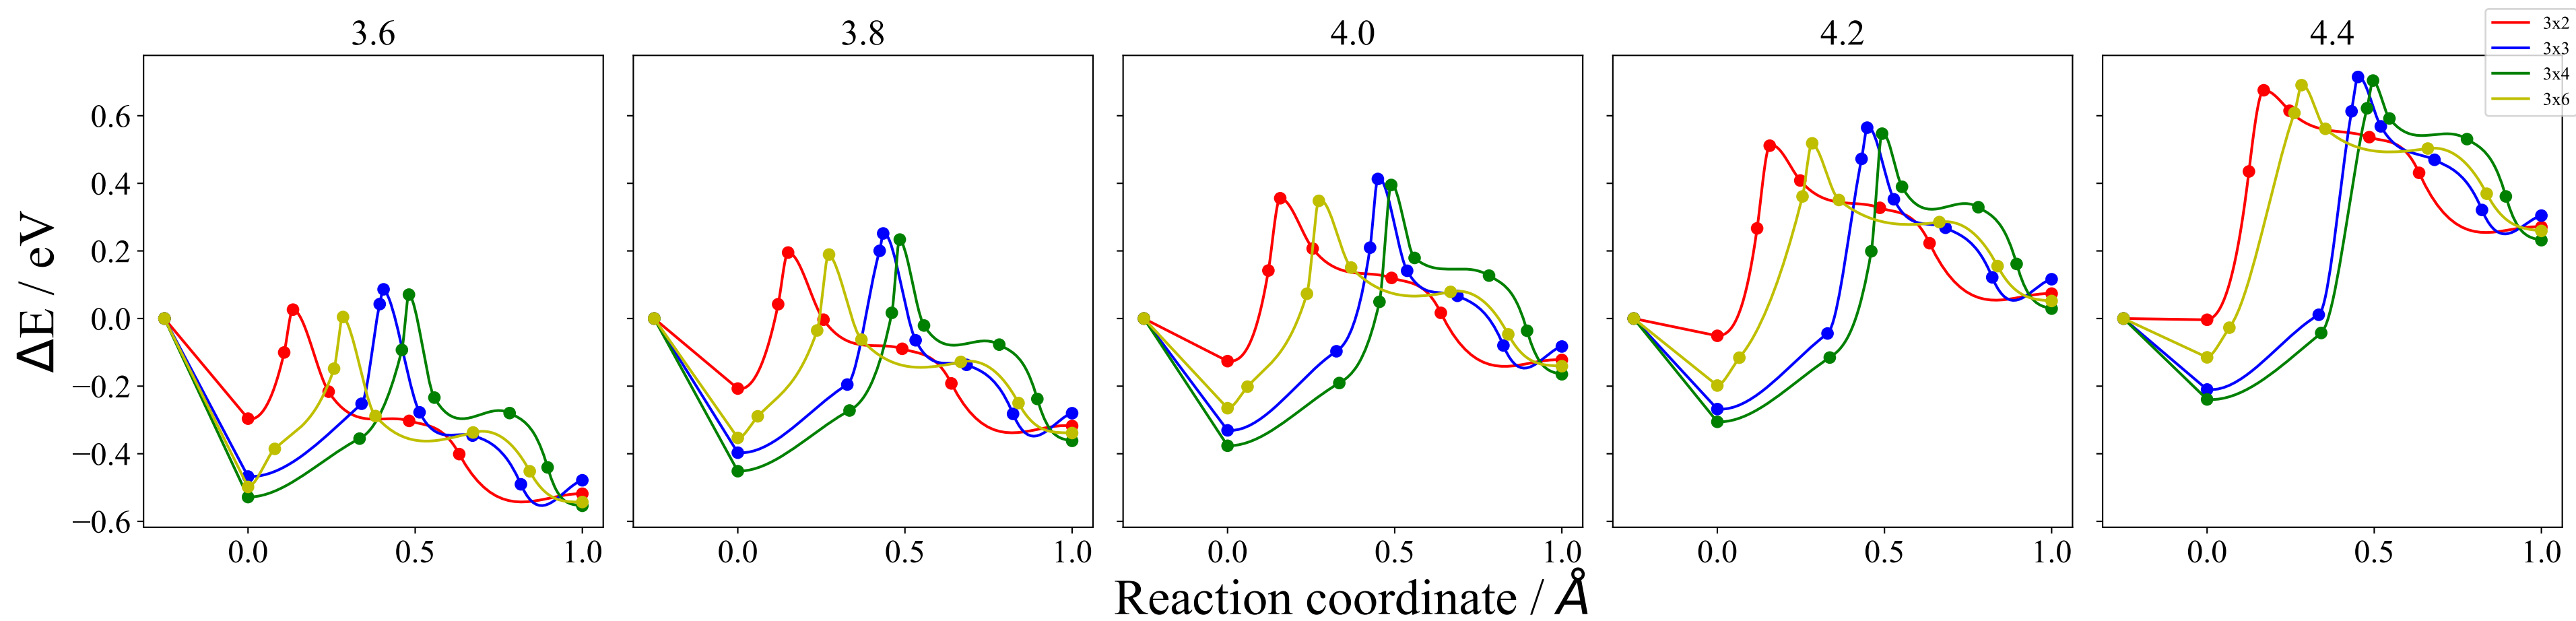 3.6 3.8 4.0 4.2 4.4
3x2
3x3
3x4
3x6
ΔE / eV
0.6
0.4
0.2
0.0
−0.2
−0.4
−0.6
0.0 0.5 1.0 0.0 0.5 1.0 0.0 0.5 1.0 0.0 0.5 1.0 0.0 0.5 1.0
Reaction coordinate / Å